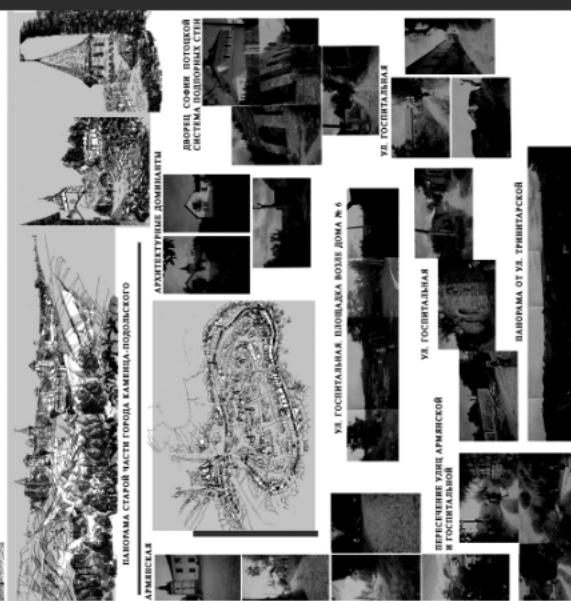 ДВОРЕЦ СОФИИ ПОТОЦКОЙ
СИСТЕМА ПОДПОРНЫХ СТЕН
УЛ. ГОСПИТАЛЬНАЯ
АРХИТЕКТУРНЫЕ ДОМИНАНТЫ
ПАНОРАМА СТАРОЙ ЧАСТИ ГОРОДА КАМЕНЦА-ПОДОЛЬСКОГО
УЛ. ГОСПИТАЛЬНАЯ. ПЛОЩАДКА ВОЗЛЕ ДОМА № 6
УЛ. ГОСПИТАЛЬНАЯ
ПАНОРАМА ОТ УЛ. ТРИНИТАРСКОЙ
АРМЯНСКАЯ
ПЕРЕСЕЧЕНИЕ УЛИЦ АРМЯНСКОЙ
И ГОСПИТАЛЬНОЙ